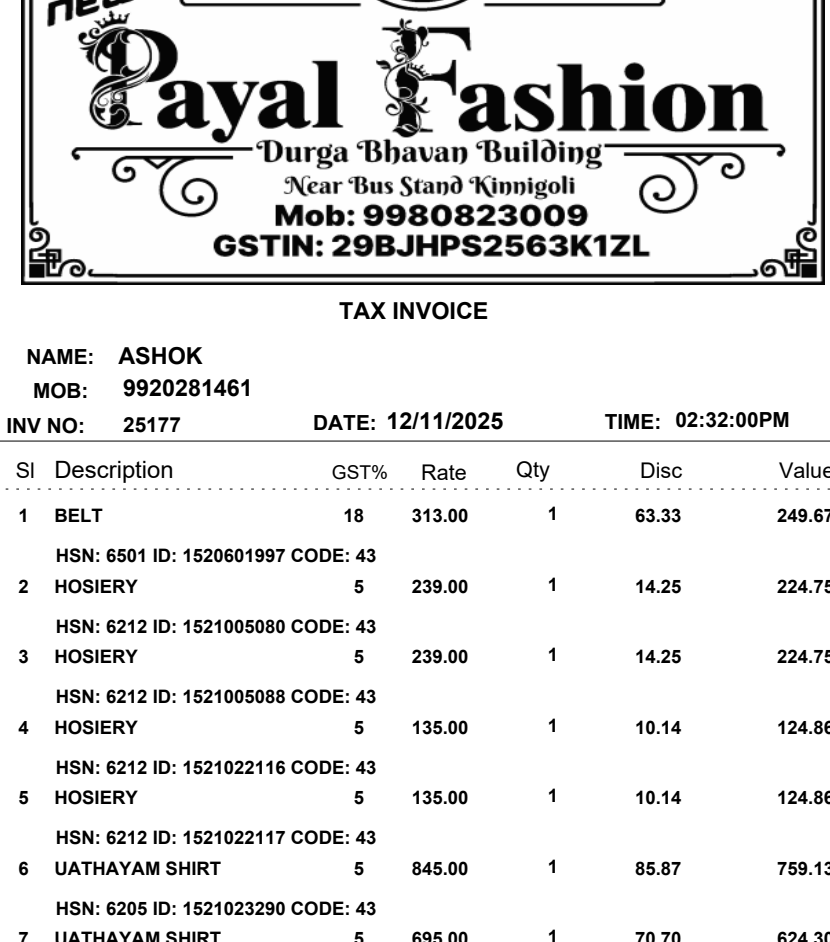 new
Payal Fashion
Durga Bhavan Building
Near Bus Stand Kinnigoli
Mob: 9980823009
GSTIN: 29BJHPS2563K1ZL
TAX INVOICE
NAME: ASHOK
MOB: 9920281461
INV NO: 25177 DATE: 12/11/2025 TIME: 02:32:00PM
Sl Description GST% Rate Qty Disc Value
1 BELT 18 313.00 1 63.33 249.67
HSN: 6501 ID: 1520601997 CODE: 43
2 HOSIERY 5 239.00 1 14.25 224.75
HSN: 6212 ID: 1521005080 CODE: 43
3 HOSIERY 5 239.00 1 14.25 224.75
HSN: 6212 ID: 1521005088 CODE: 43
4 HOSIERY 5 135.00 1 10.14 124.86
HSN: 6212 ID: 1521022116 CODE: 43
5 HOSIERY 5 135.00 1 10.14 124.86
HSN: 6212 ID: 1521022117 CODE: 43
6 UATHAYAM SHIRT 5 845.00 1 85.87 759.13
HSN: 6205 ID: 1521023290 CODE: 43
7 UATHAYAM SHIRT 5 695.00 1 70.70 624.30